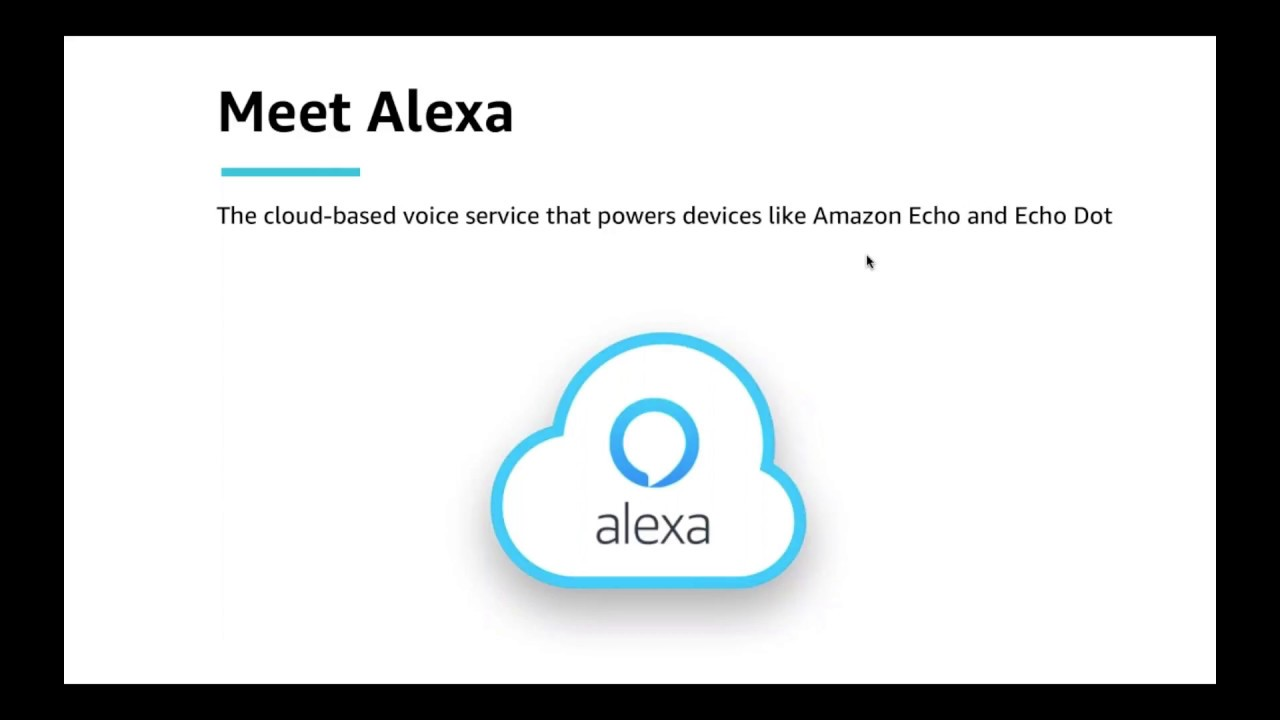 Meet Alexa
The cloud-based voice service that powers devices like Amazon Echo and Echo Dot
alexa